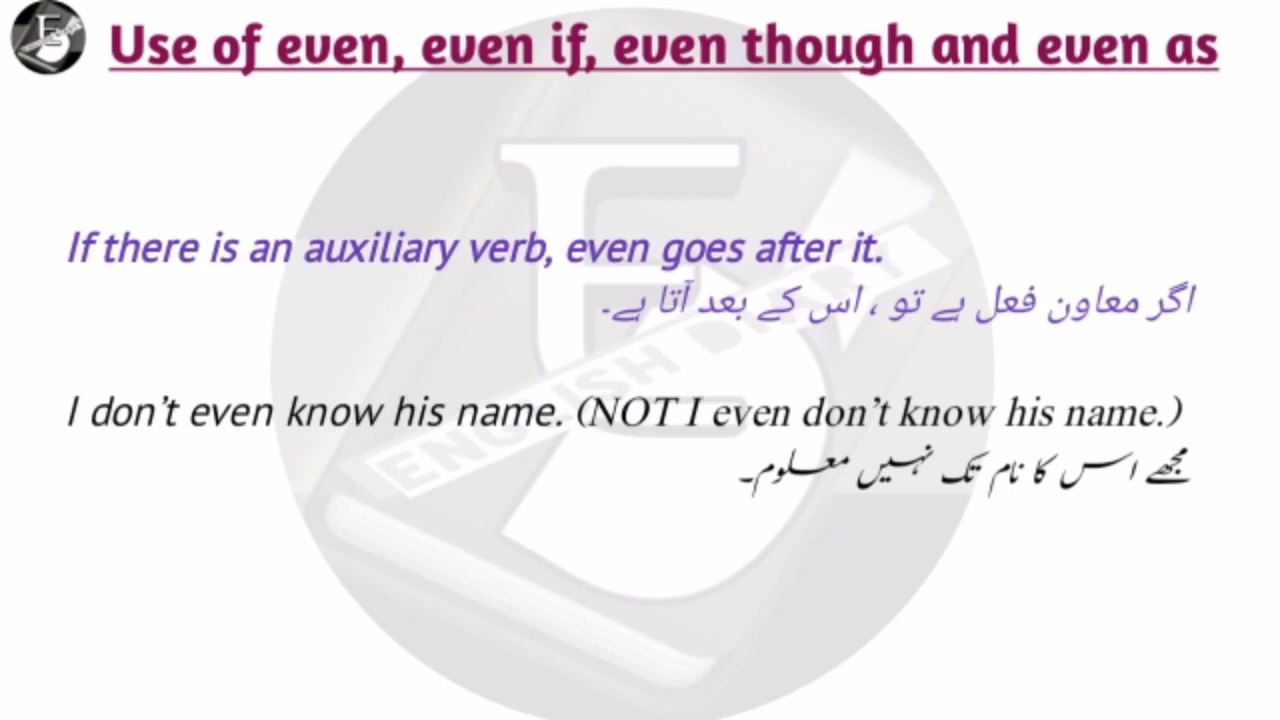 Use of even, even if, even though and even as
If there is an auxiliary verb, even goes after it.
اگر معاون فعل ہے تو ، اس کے بعد آتا ہے۔
I don't even know his name. (NOT I even don't know his name.)
مجھے اس کا نام تک نہیں معلوم۔
ENGLISH DIARY